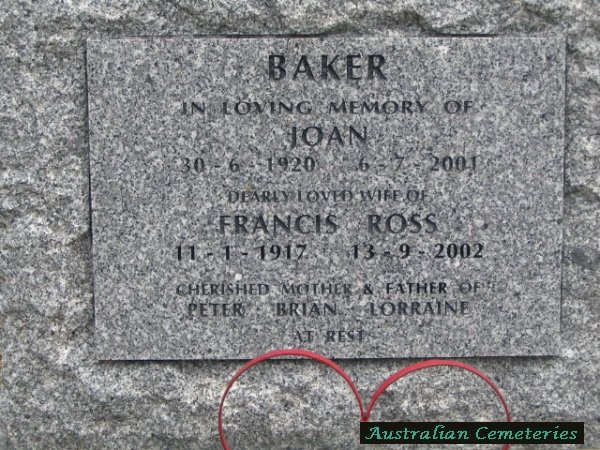 BAKER
IN LOVING MEMORY OF
JOAN
30-6-1920 6-7-2001
DEARLY LOVED WIFE OF
FRANCIS ROSS
11-1-1917 13-9-2002
CHERISHED MOTHER & FATHER OF
PETER BRIAN LORRAINE
AT REST
Australian Cemeteries